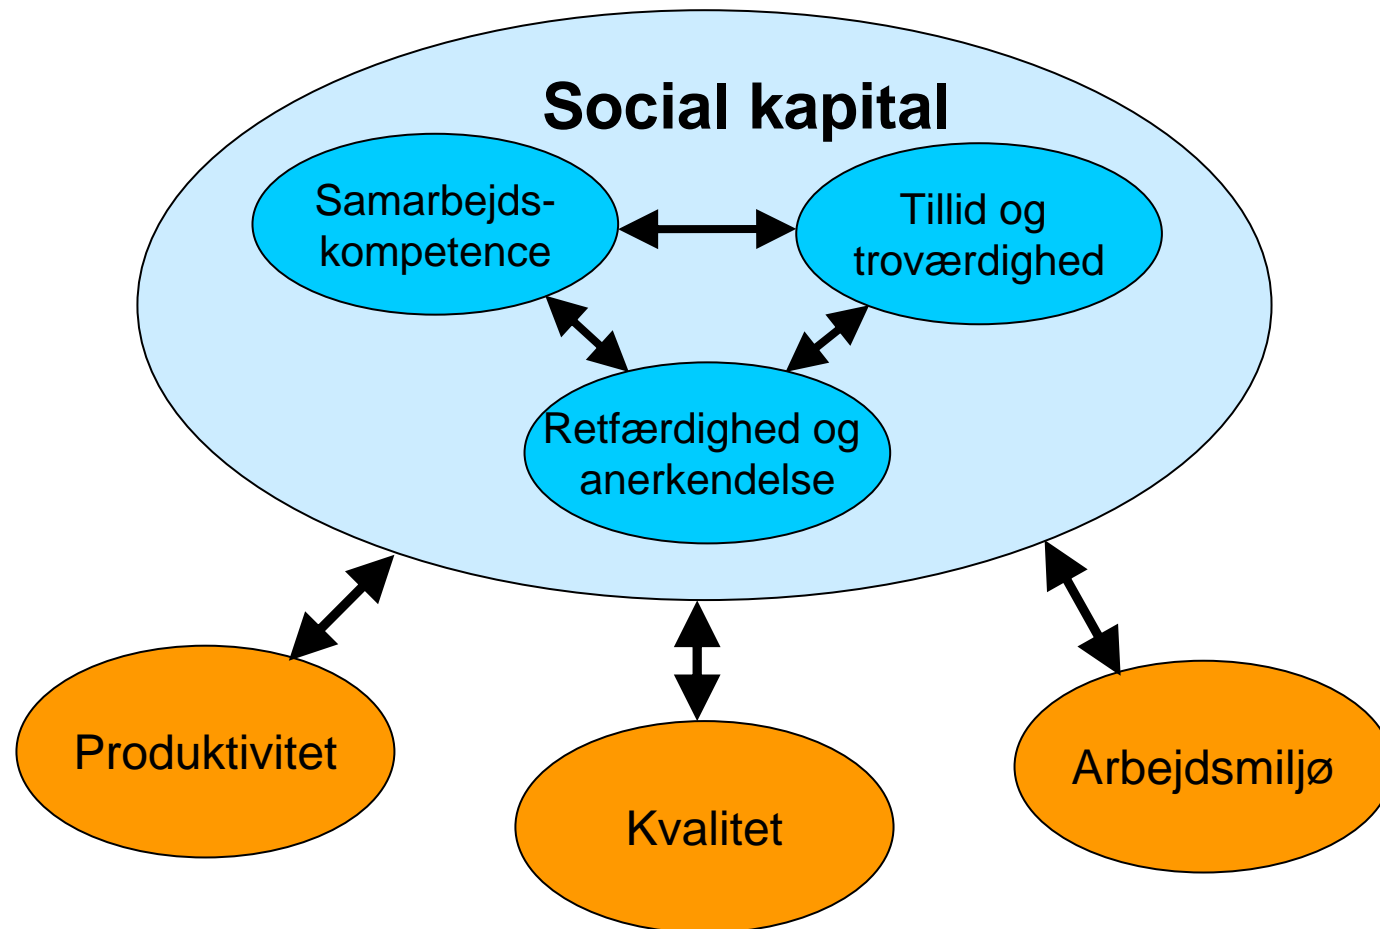 Social kapital
Samarbejds-
kompetence
Tillid og
troværdighed
Retfærdighed og
anerkendelse
Produktivitet
Kvalitet
Arbejdsmiljø